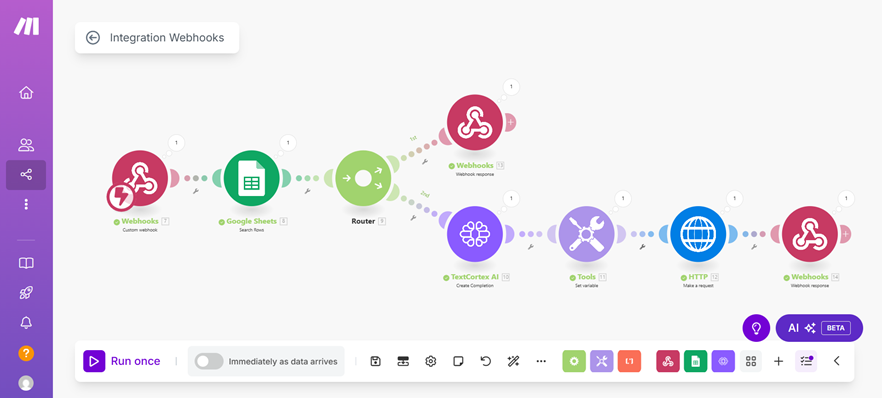 Integration Webhooks
1
Webhooks 13
Webhook response
1st
1
Webhooks 7
Custom webhook
1
Google Sheets 8
Search Rows
Router 9
2nd
1
TextCortex AI 10
Create Completion
1
Tools 11
Set variable
1
HTTP 12
Make a request
1
Webhooks 14
Webhook response
AI BETA
?
Run once
Immediately as data arrives